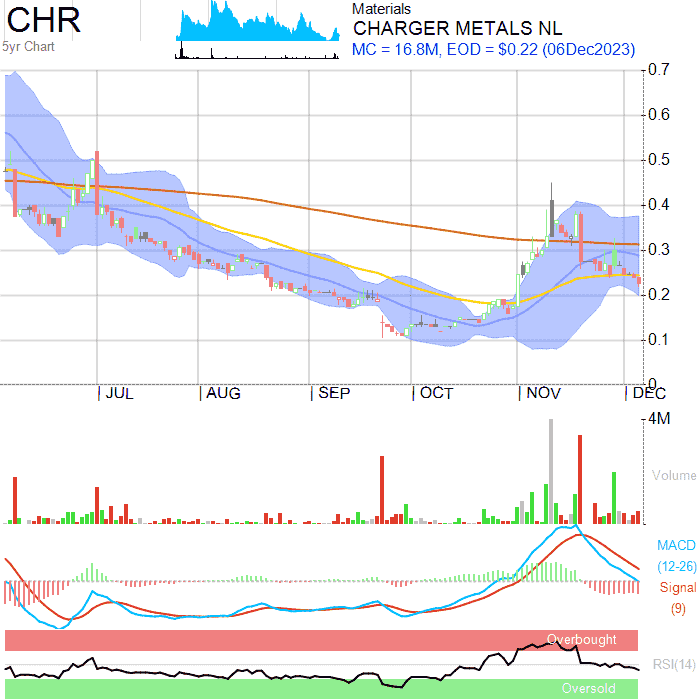 CHR
5yr Chart
Materials
CHARGER METALS NL
MC = 16.8M, EOD = $0.22 (06Dec2023)
0.7
0.6
0.5
0.4
0.3
0.2
0.1
0
JUL AUG SEP OCT NOV DEC
4M
Volume
MACD
(12-26)
Signal
(9)
Overbought
RSI(14)
Oversold